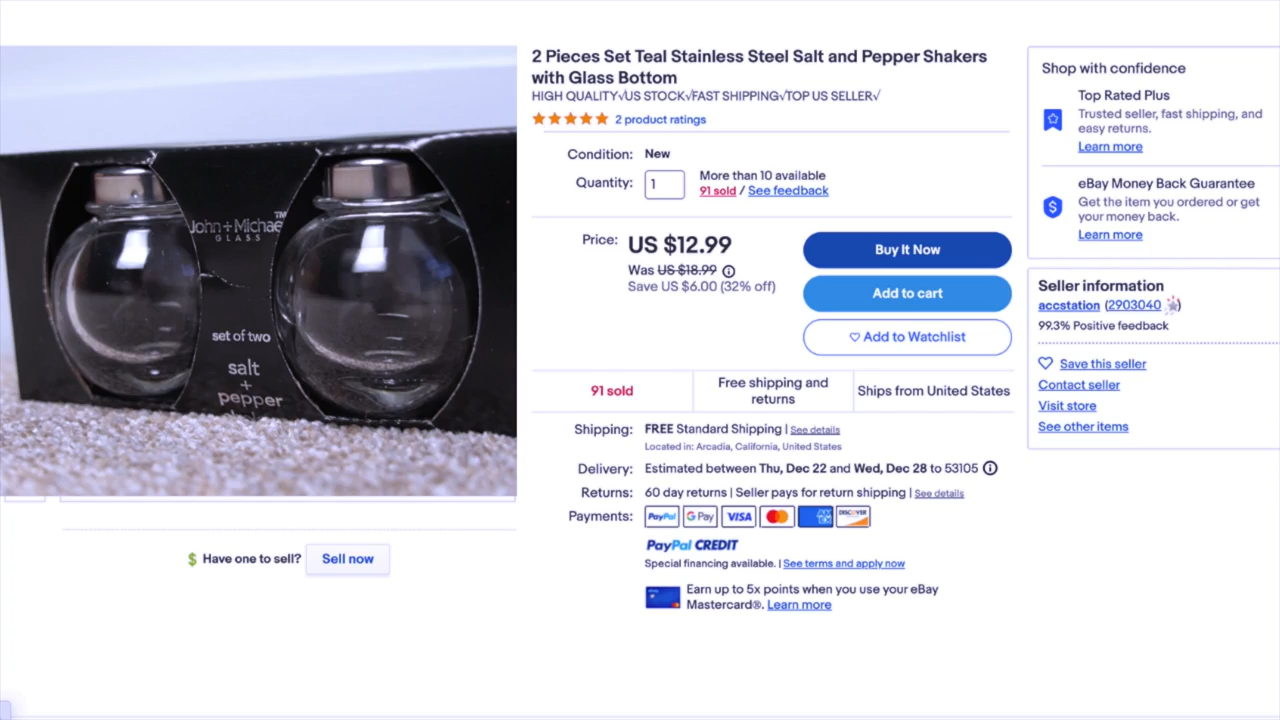 John+Michael
TM
GLASS
set of two
salt
+
pepper
2 Pieces Set Teal Stainless Steel Salt and Pepper Shakers
with Glass Bottom
HIGH QUALITY√US STOCK√FAST SHIPPING√TOP US SELLER√
2 product ratings
Condition: New
Quantity: 1
More than 10 available
91 sold / See feedback
Price: US $12.99
Was US $18.99
Save US $6.00 (32% off)
Buy It Now
Add to cart
Add to Watchlist
91 sold
Free shipping and
returns
Ships from United States
Shipping: FREE Standard Shipping | See details
Located in: Arcadia, California, United States
Delivery: Estimated between Thu, Dec 22 and Wed, Dec 28 to 53105
Returns: 60 day returns | Seller pays for return shipping | See details
Payments: PayPal G Pay VISA AM EX DISCOVER
PayPal CREDIT
Special financing available. | See terms and apply now
Earn up to 5x points when you use your eBay
Mastercard®. Learn more
Shop with confidence
Top Rated Plus
Trusted seller, fast shipping, and
easy returns.
Learn more
eBay Money Back Guarantee
Get the item you ordered or get
your money back.
Learn more
Seller information
accstation (2903040)
99.3% Positive feedback
Save this seller
Contact seller
Visit store
See other items
Have one to sell? Sell now